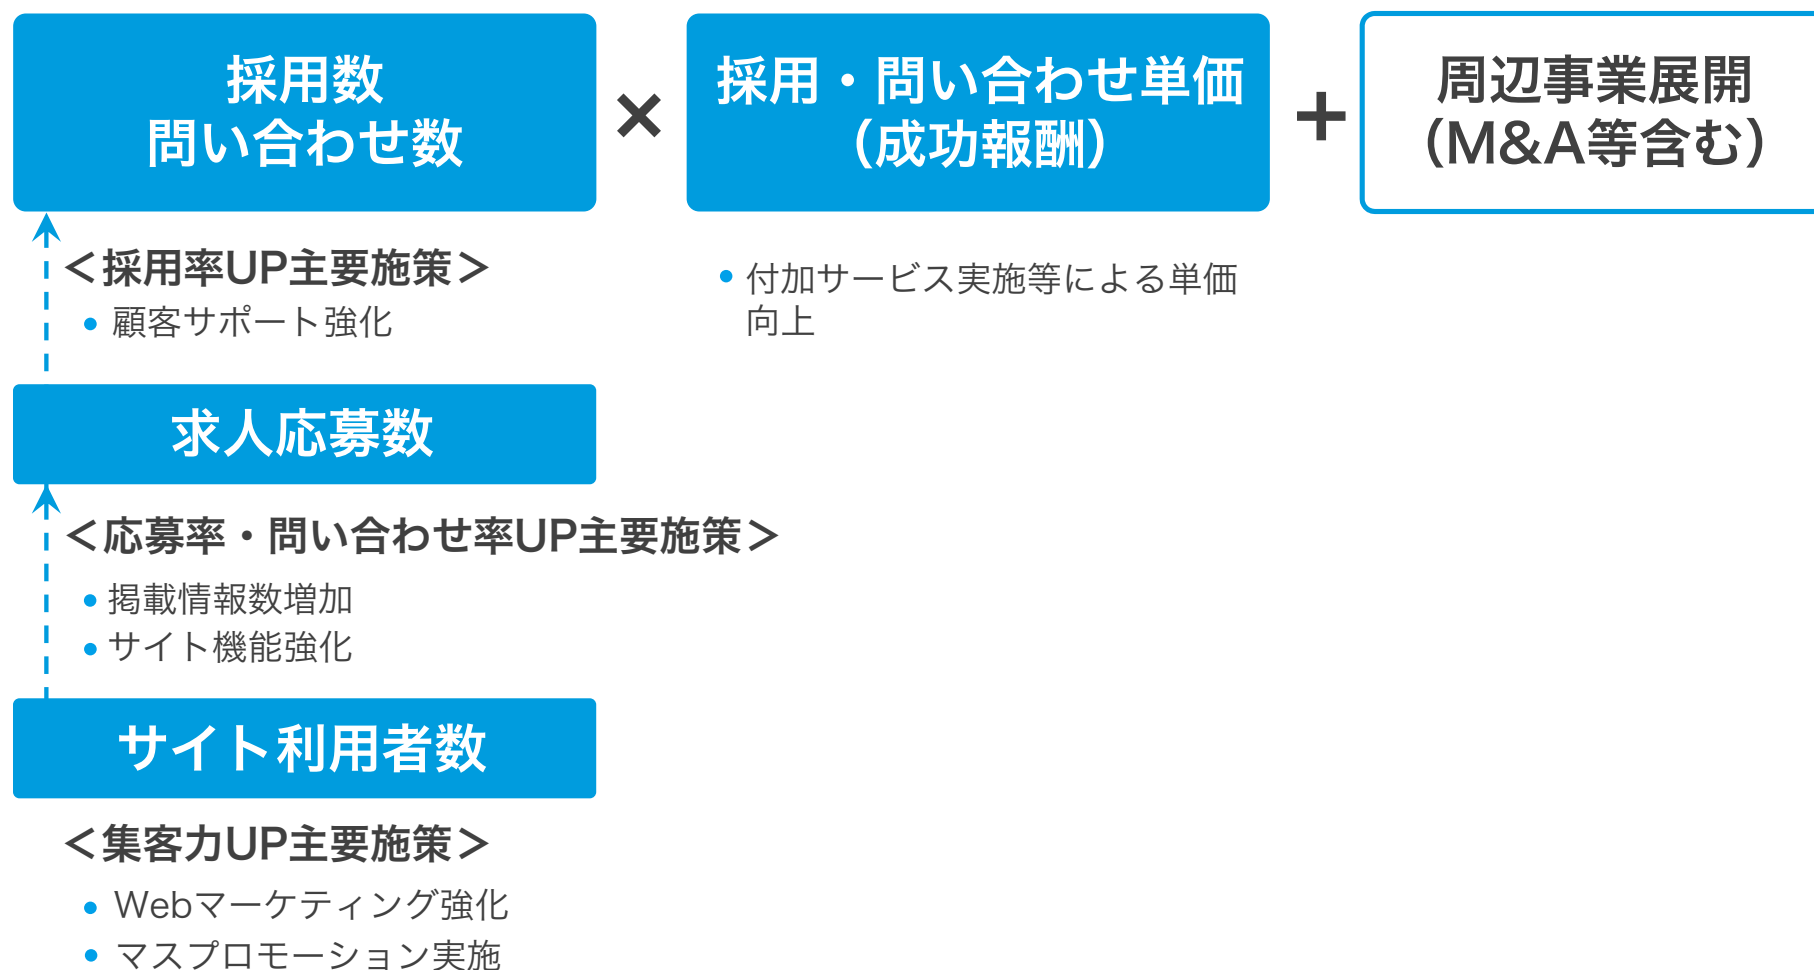 採用数
問い合わせ数
×
採用・問い合わせ単価
（成功報酬）
＋
周辺事業展開
（M&A等含む）
＜採用率UP主要施策＞
• 顧客サポート強化
• 付加サービス実施等による単価
向上
求人応募数
＜応募率・問い合わせ率UP主要施策＞
• 掲載情報数増加
• サイト機能強化
サイト利用者数
＜集客力UP主要施策＞
• Webマーケティング強化
• マスプロモーション実施